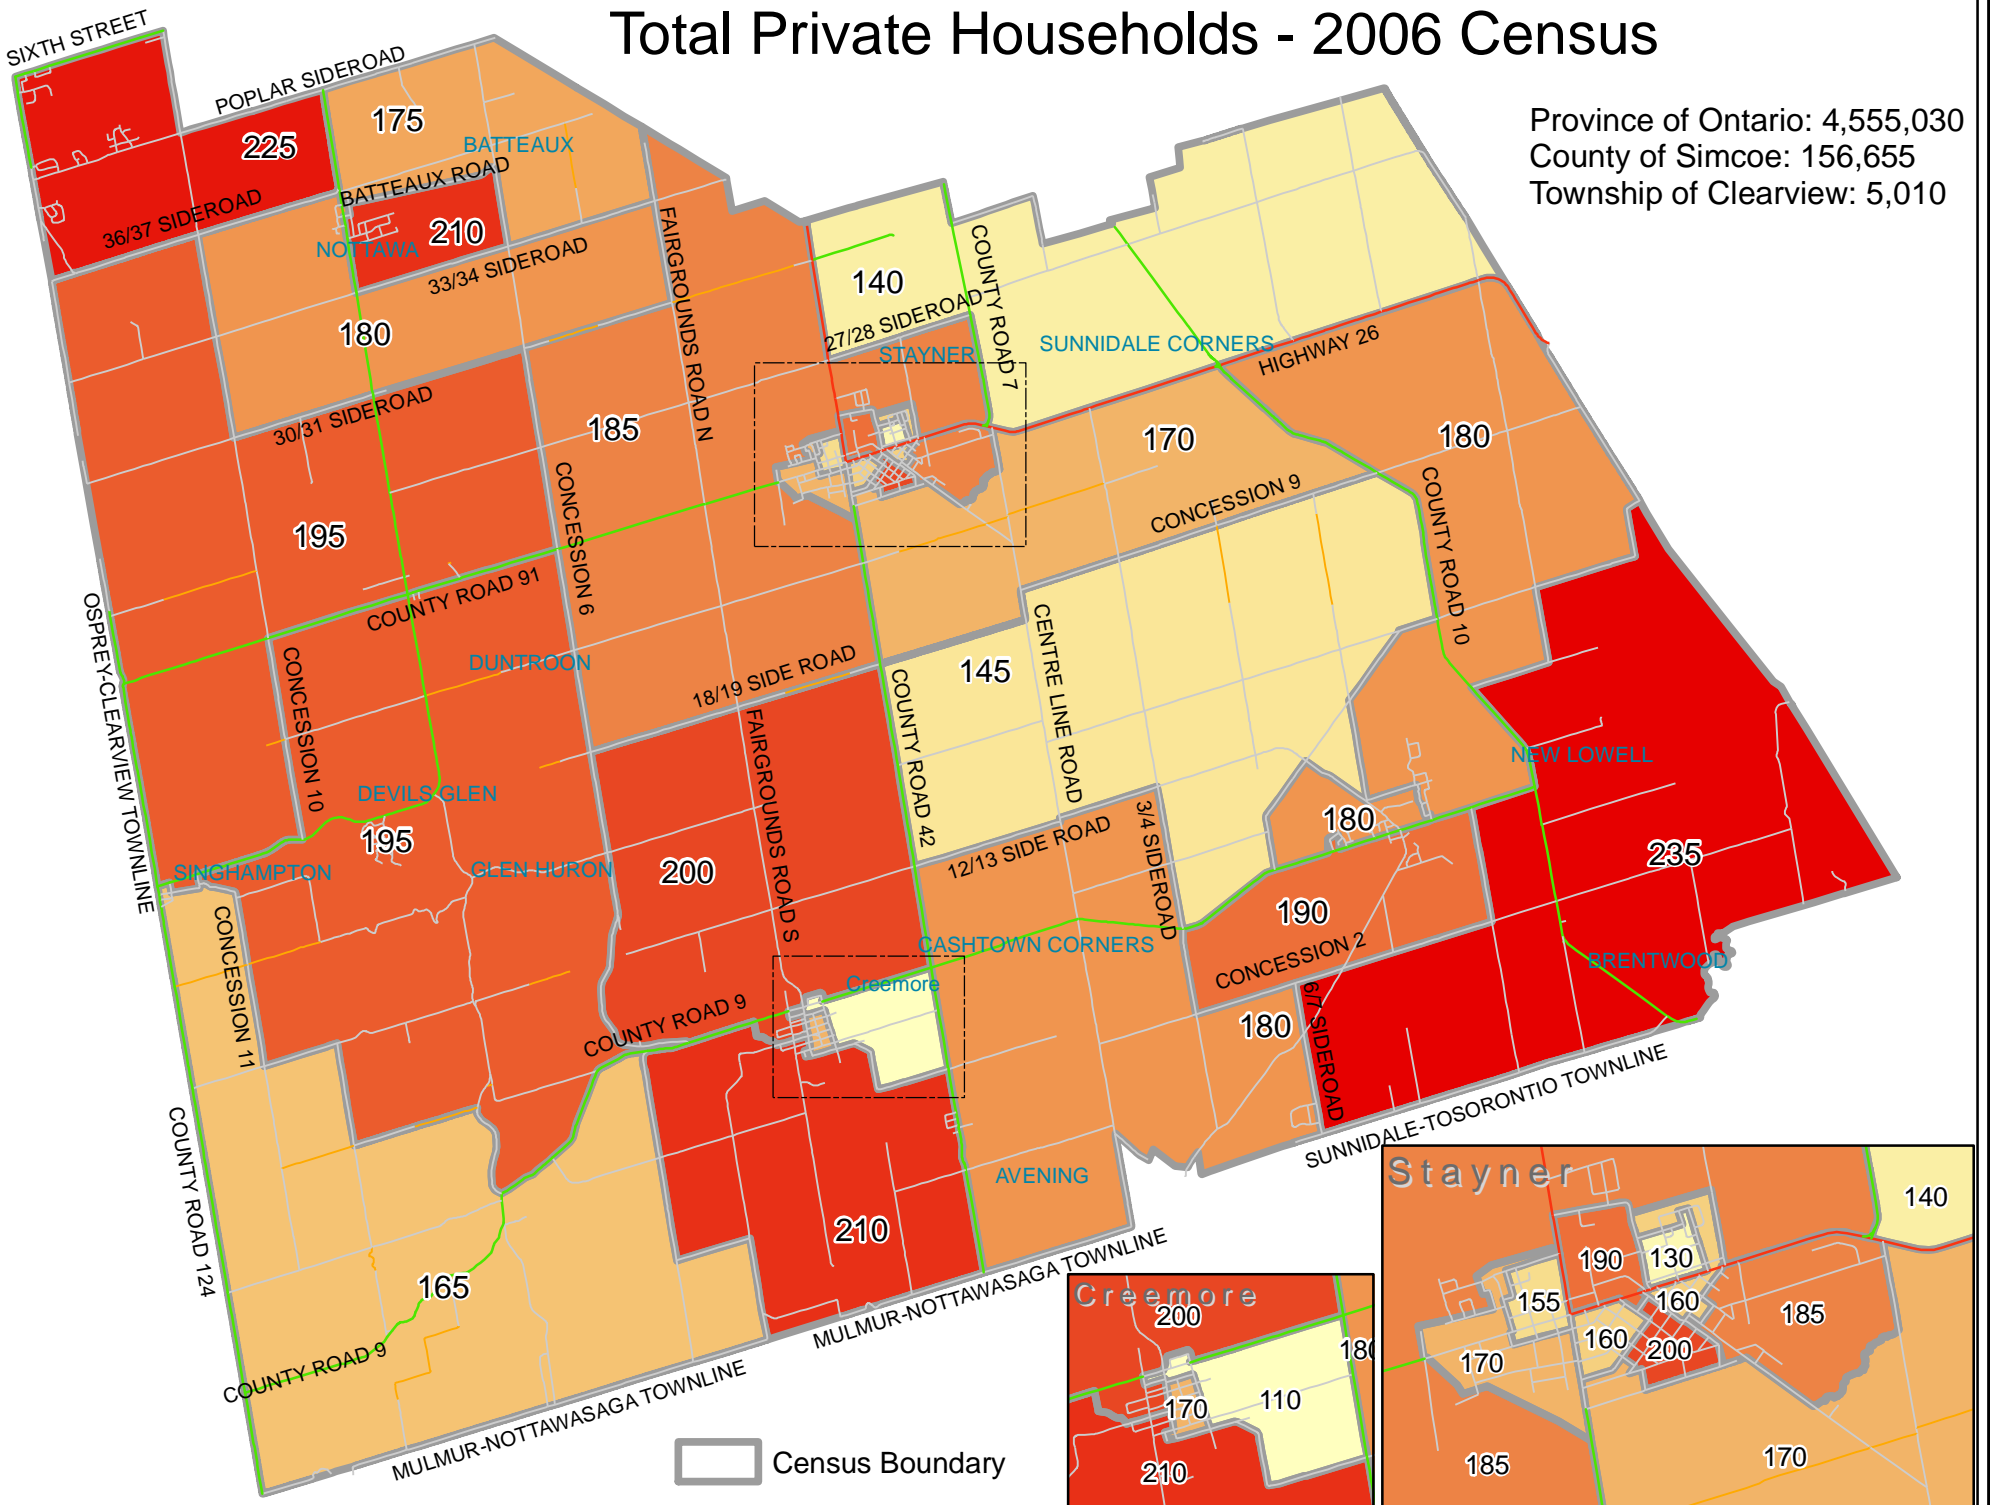 Total Private Households - 2006 Census
Province of Ontario: 4,555,030
County of Simcoe: 156,655
Township of Clearview: 5,010
SIXTH STREET
POPLAR SIDEROAD
225
175
BATTEAUX
BATTEAUX ROAD
36/37 SIDEROAD
NOTTAWA
210
33/34 SIDEROAD
FAIRGROUNDS ROAD N
140
COUNTY ROAD 7
27/28 SIDEROAD
STAYNER
SUNNIDALE CORNERS
HIGHWAY 26
180
30/31 SIDEROAD
185
170
180
195
CONCESSION 6
CONCESSION 9
COUNTY ROAD 10
COUNTY ROAD 91
OSPREY-CLEARVIEW TOWNLINE
CONCESSION 10
DUNTROON
18/19 SIDE ROAD
145
CENTRE LINE ROAD
COUNTY ROAD 42
FAIRGROUNDS ROAD S
NEW LOWELL
DEVILS GLEN
195
SINGHAMPTON
GLEN HURON
200
12/13 SIDE ROAD
3/4 SIDEROAD
180
235
190
CONCESSION 11
CASHTOWN CORNERS
CONCESSION 2
BRENTWOOD
Creemore
COUNTY ROAD 9
180
6/7 SIDEROAD
SUNNIDALE-TOSORONTIO TOWNLINE
COUNTY ROAD 124
AVENING
210
165
MULMUR-NOTTAWASAGA TOWNLINE
COUNTY ROAD 9
MULMUR-NOTTAWASAGA TOWNLINE
Census Boundary
Creemore
200
180
110
170
210
Stayner
140
190
130
155
160
185
160
200
170
185
170